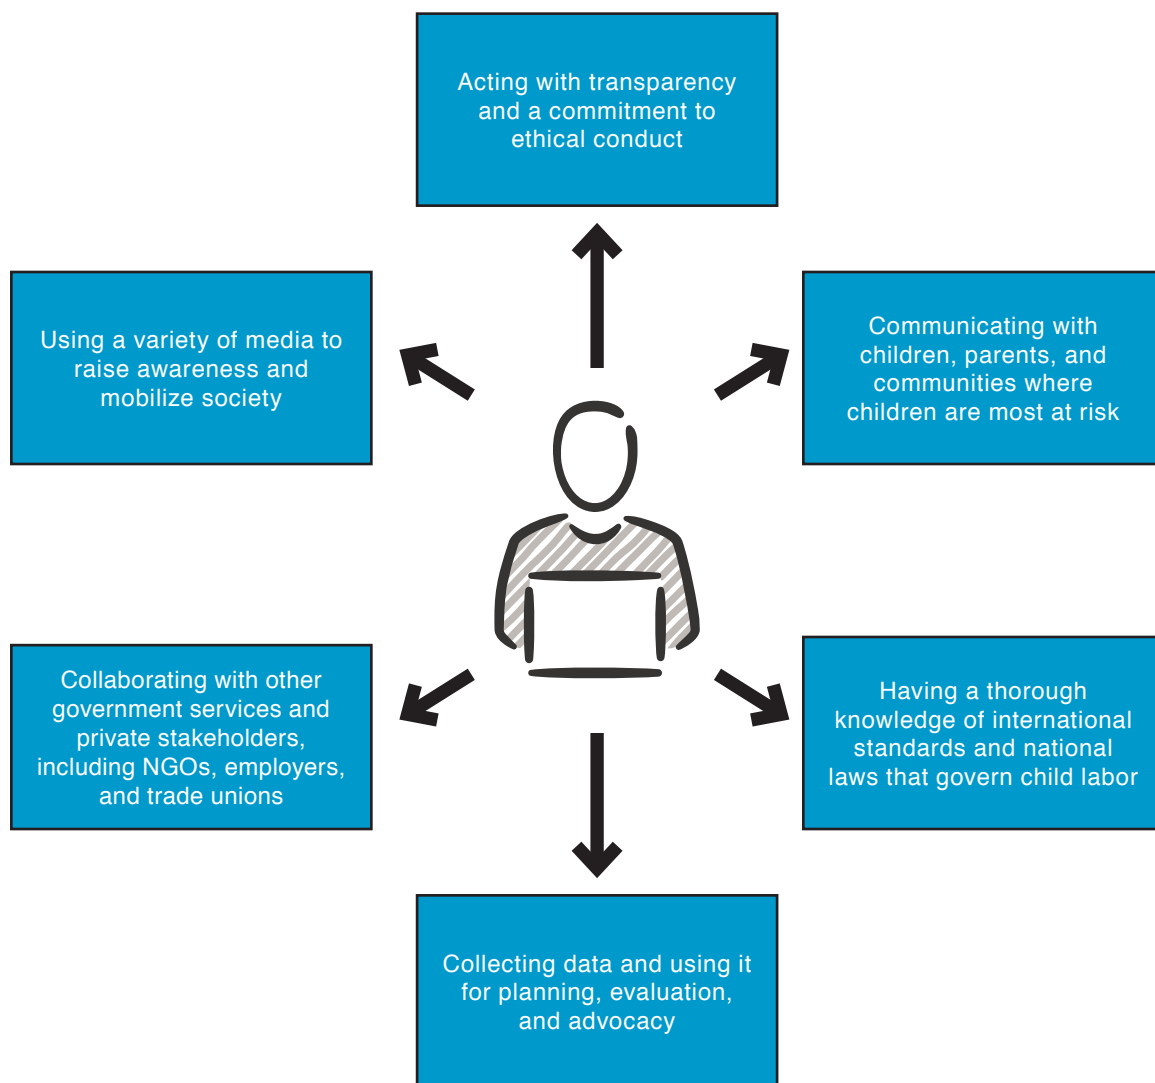 Acting with transparency
and a commitment to
ethical conduct
Using a variety of media to
raise awareness and
mobilize society
Communicating with
children, parents, and
communities where
children are most at risk
Collaborating with other
government services and
private stakeholders,
including NGOs, employers,
and trade unions
Having a thorough
knowledge of international
standards and national
laws that govern child labor
Collecting data and using it
for planning, evaluation,
and advocacy